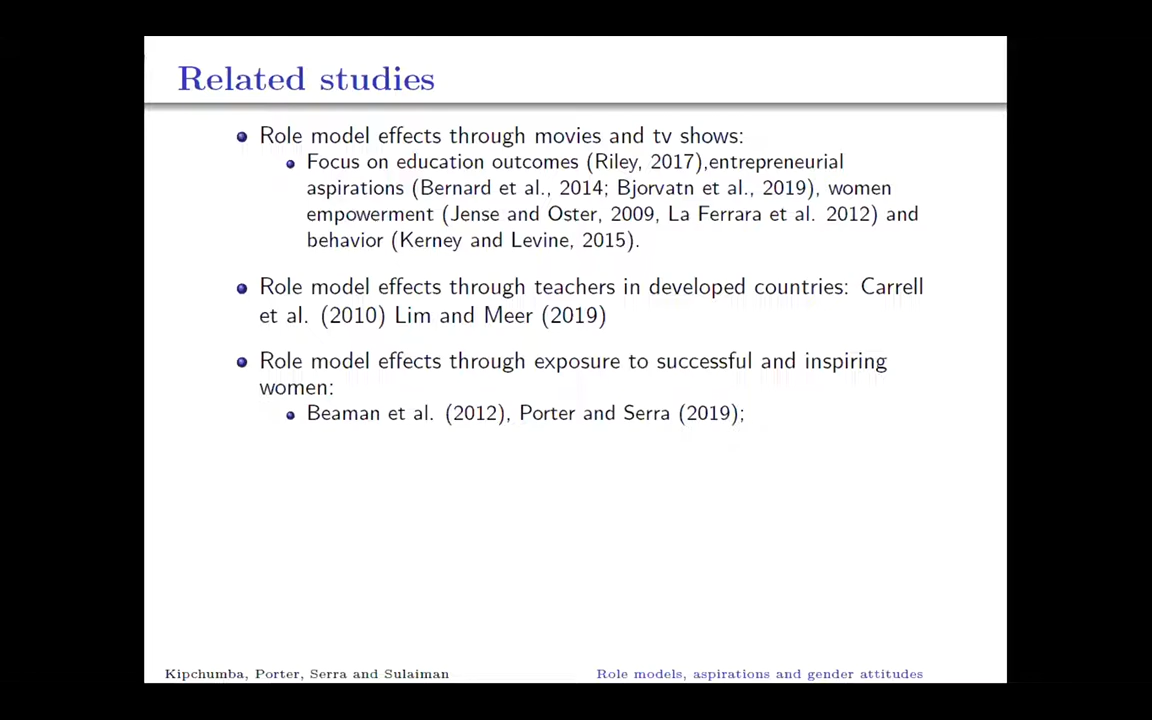 Related studies
Role model effects through movies and tv shows:
Focus on education outcomes (Riley, 2017),entrepreneurial
aspirations (Bernard et al., 2014; Bjorvatn et al., 2019), women
empowerment (Jense and Oster, 2009, La Ferrara et al. 2012) and
behavior (Kerney and Levine, 2015).
Role model effects through teachers in developed countries: Carrell
et al. (2010) Lim and Meer (2019)
Role model effects through exposure to successful and inspiring
women:
Beaman et al. (2012), Porter and Serra (2019);
Kipchumba, Porter, Serra and Sulaiman
Role models, aspirations and gender attitudes